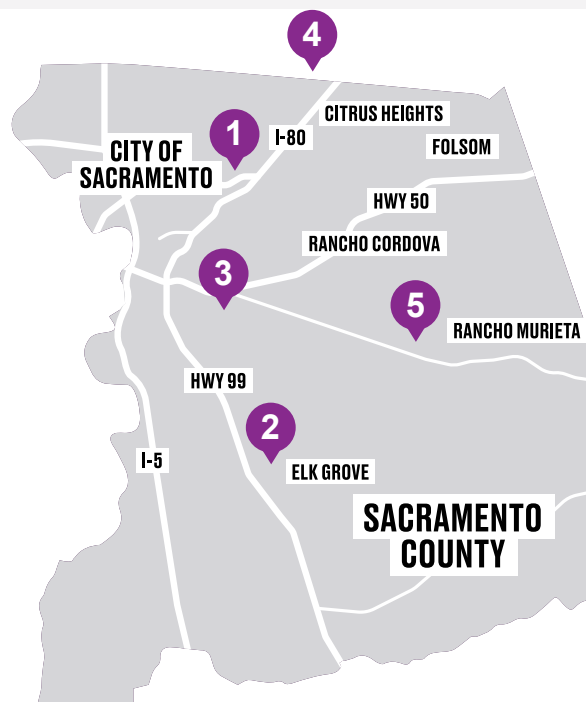 4
CITRUS HEIGHTS
1
I-80
CITY OF
SACRAMENTO
FOLSOM
HWY 50
RANCHO CORDOVA
3
5
RANCHO MURIETA
HWY 99
2
I-5
ELK GROVE
SACRAMENTO
COUNTY